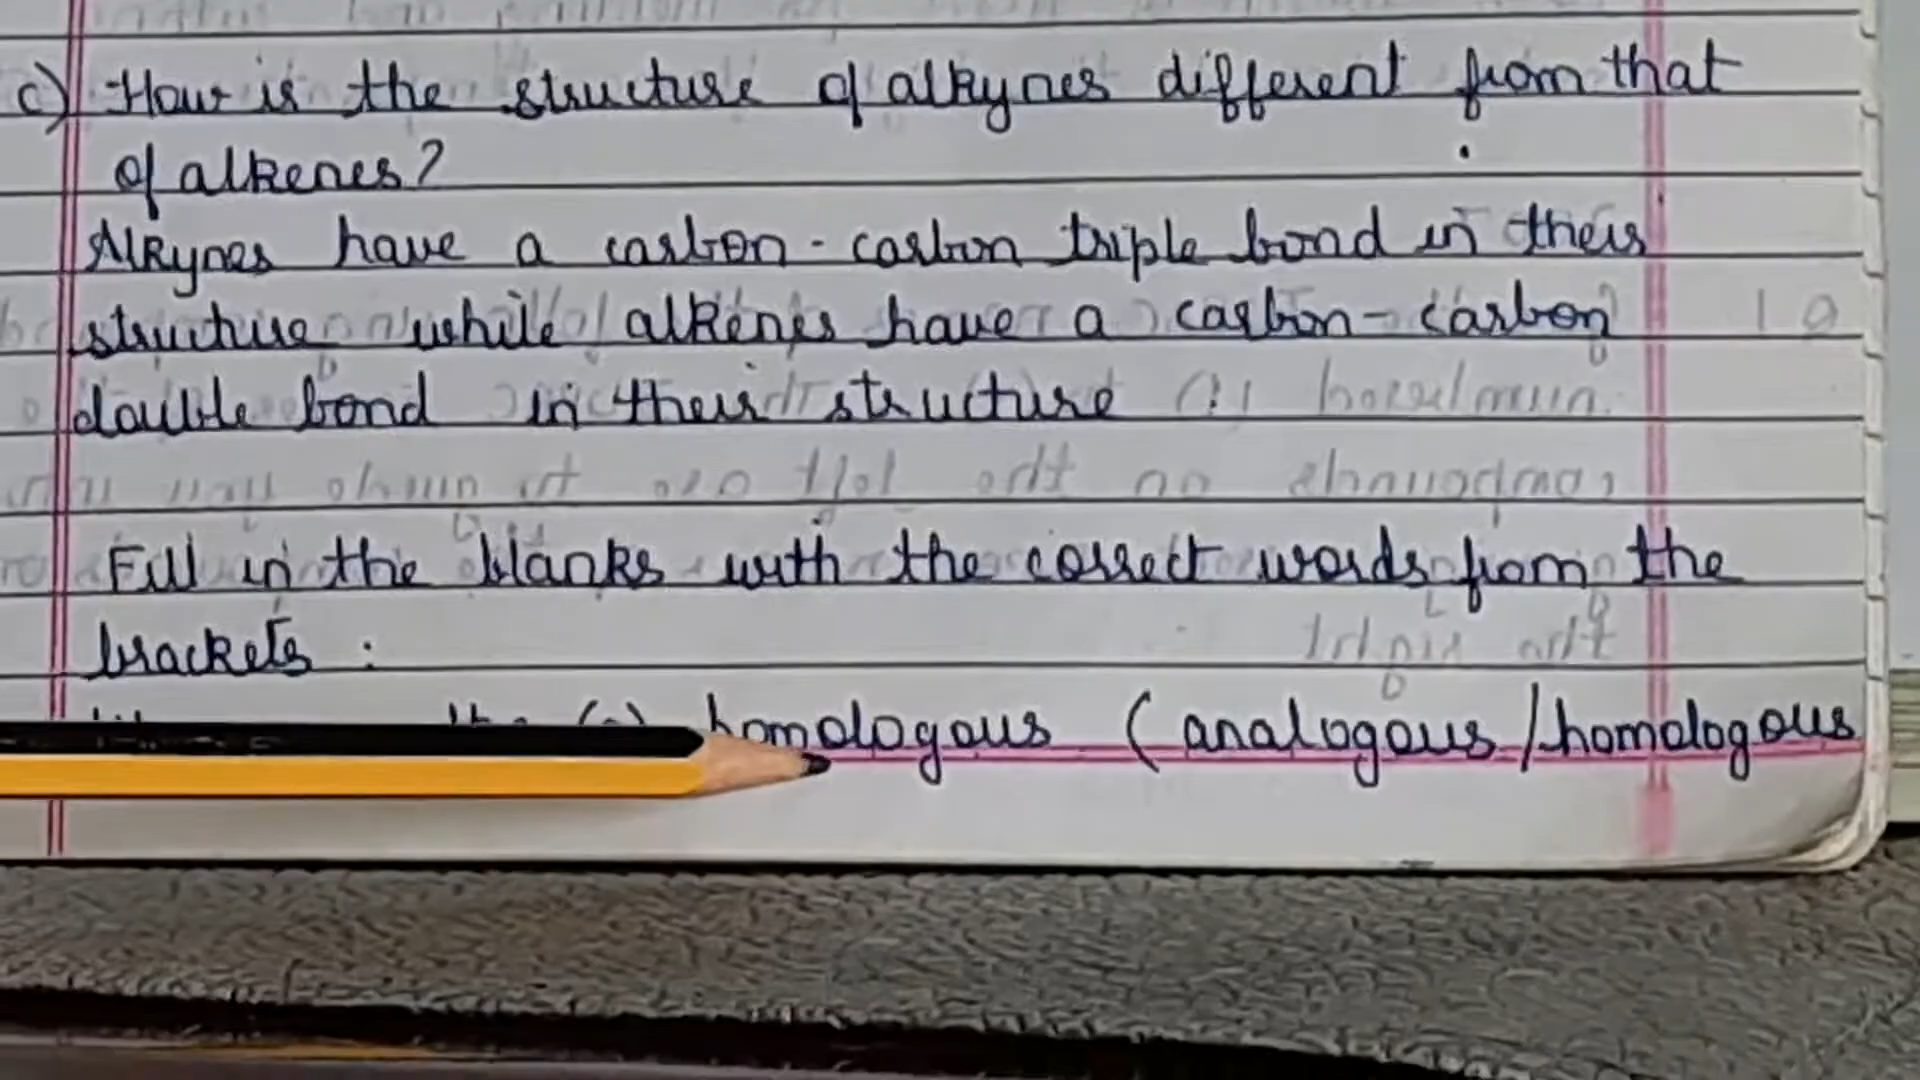 c) How is the structure of alkynes different from that
of alkenes?
Alkynes have a carbon - carbon triple bond in their
structure while alkenes have a carbon - carbon
double bond in their structure
Fill in the blanks with the correct words from the
brackets :
homologous ( analogous / homologous